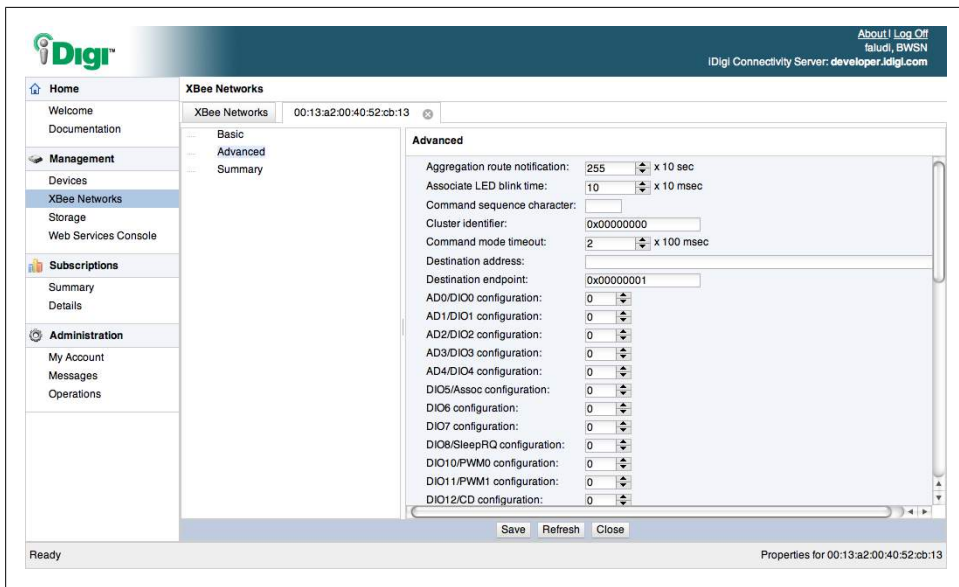 iDigi™
About | Log Off
faludi, BWSN
iDigi Connectivity Server: developer.idigi.com
Home
Welcome
Documentation
Management
Devices
XBee Networks
Storage
Web Services Console
Subscriptions
Summary
Details
Administration
My Account
Messages
Operations
XBee Networks
XBee Networks 00:13:a2:00:40:52:cb:13
Basic
Advanced
Summary
Advanced
Aggregation route notification: 255 x 10 sec
Associate LED blink time: 10 x 10 msec
Command sequence character:
Cluster identifier: 0x00000000
Command mode timeout: 2 x 100 msec
Destination address:
Destination endpoint: 0x00000001
AD0/DIO0 configuration: 0
AD1/DIO1 configuration: 0
AD2/DIO2 configuration: 0
AD3/DIO3 configuration: 0
AD4/DIO4 configuration: 0
DIO5/Assoc configuration: 0
DIO6 configuration: 0
DIO7 configuration: 0
DIO8/SleepRQ configuration: 0
DIO10/PWM0 configuration: 0
DIO11/PWM1 configuration: 0
DIO12/CD configuration: 0
Save Refresh Close
Ready
Properties for 00:13:a2:00:40:52:cb:13